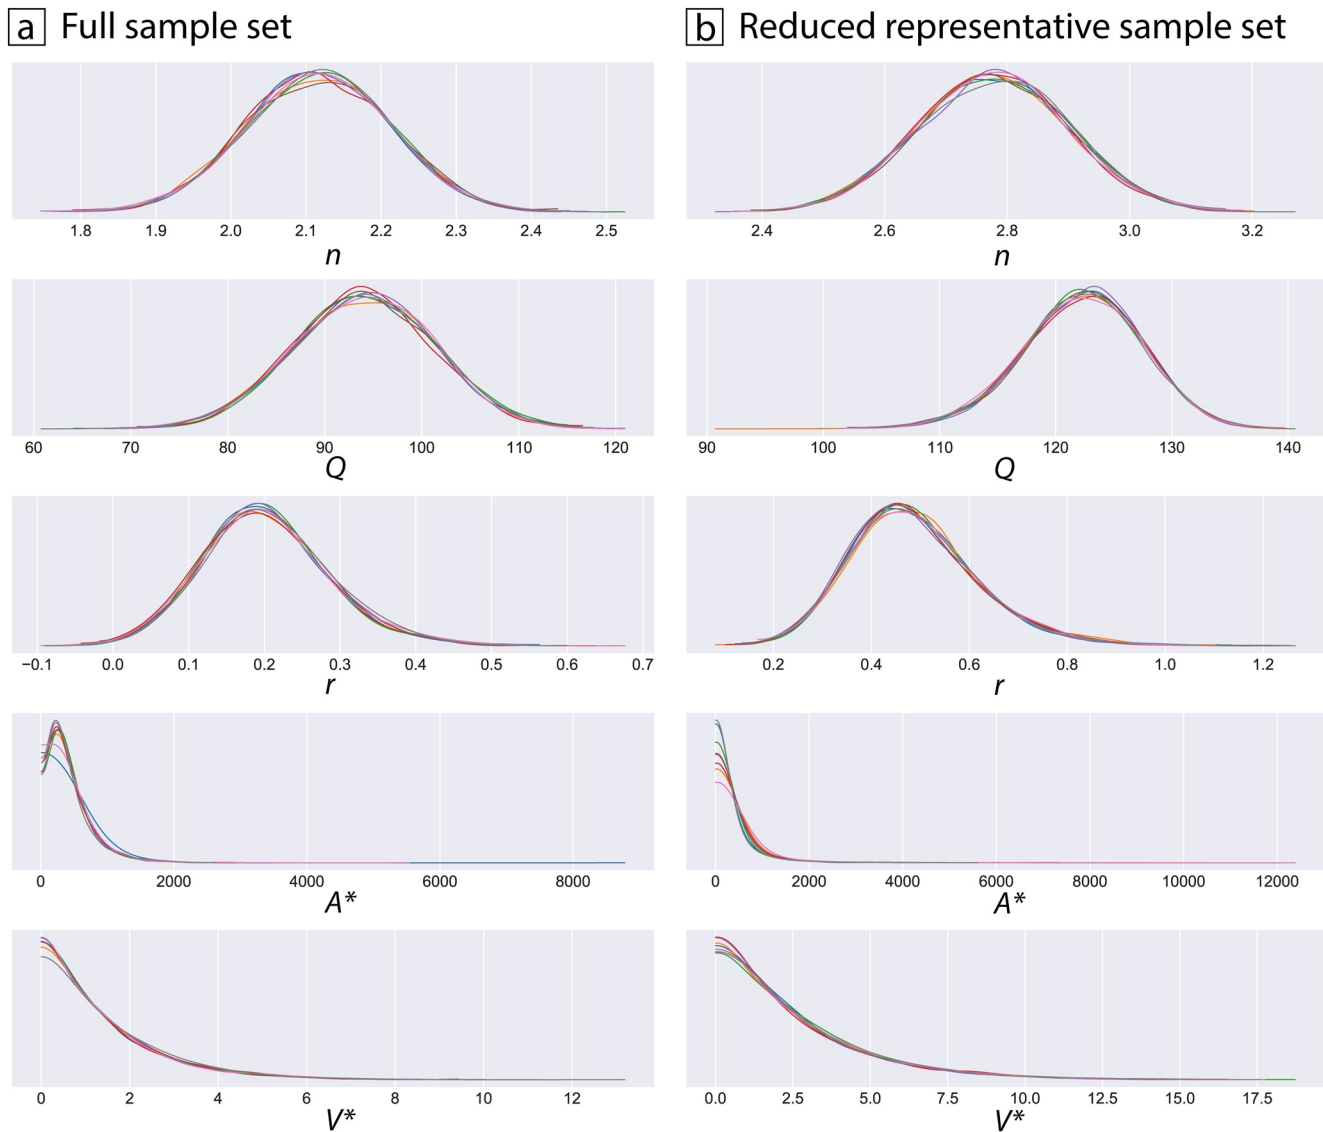 a Full sample set
1.8 1.9 2.0 2.1 2.2 2.3 2.4 2.5
n
60 70 80 90 100 110 120
Q
−0.1 0.0 0.1 0.2 0.3 0.4 0.5 0.6 0.7
r
0 2000 4000 6000 8000
A*
0 2 4 6 8 10 12
V*
b Reduced representative sample set
2.4 2.6 2.8 3.0 3.2
n
90 100 110 120 130 140
Q
0.2 0.4 0.6 0.8 1.0 1.2
r
0 2000 4000 6000 8000 10000 12000
A*
0.0 2.5 5.0 7.5 10.0 12.5 15.0 17.5
V*